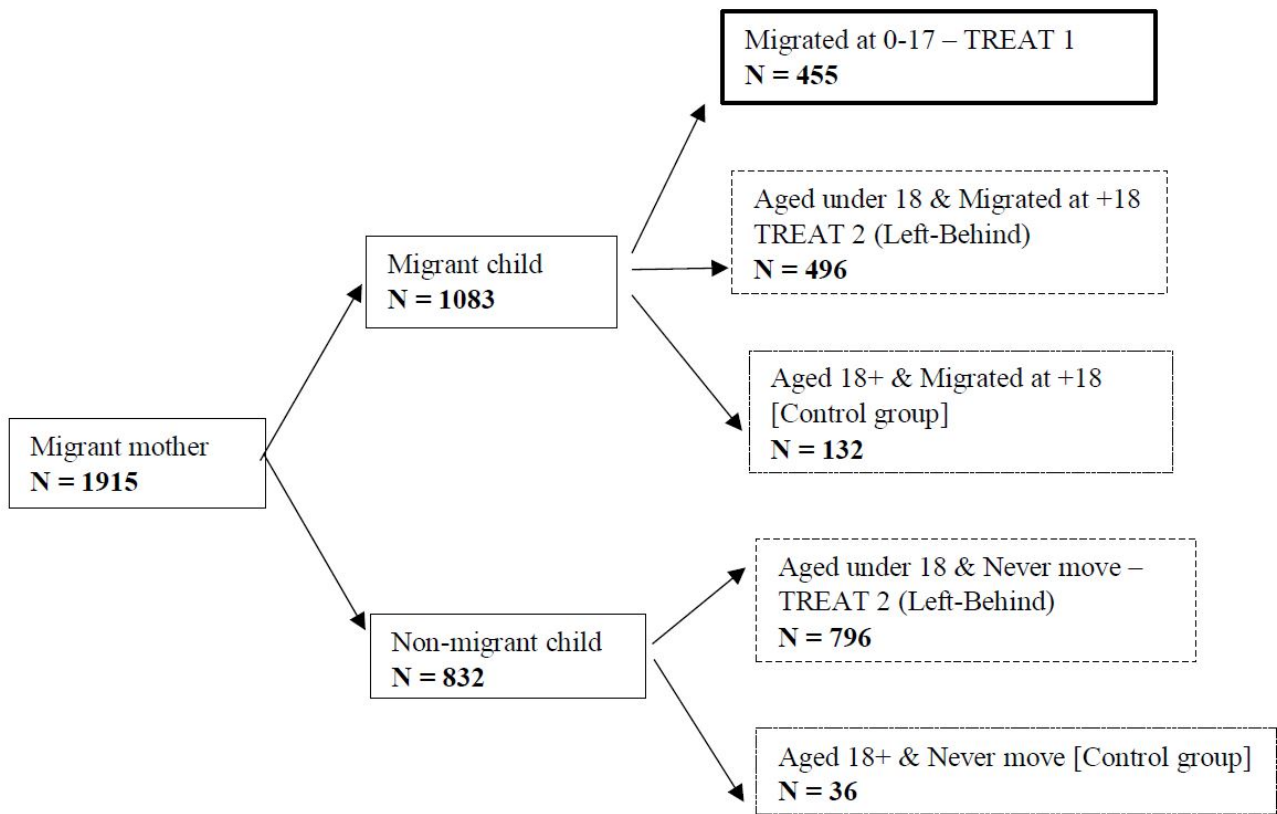 Migrated at 0-17 – TREAT 1
N = 455
Aged under 18 & Migrated at +18
TREAT 2 (Left-Behind)
N = 496
Migrant child
N = 1083
Aged 18+ & Migrated at +18
[Control group]
N = 132
Migrant mother
N = 1915
Aged under 18 & Never move –
TREAT 2 (Left-Behind)
N = 796
Non-migrant child
N = 832
Aged 18+ & Never move [Control group]
N = 36